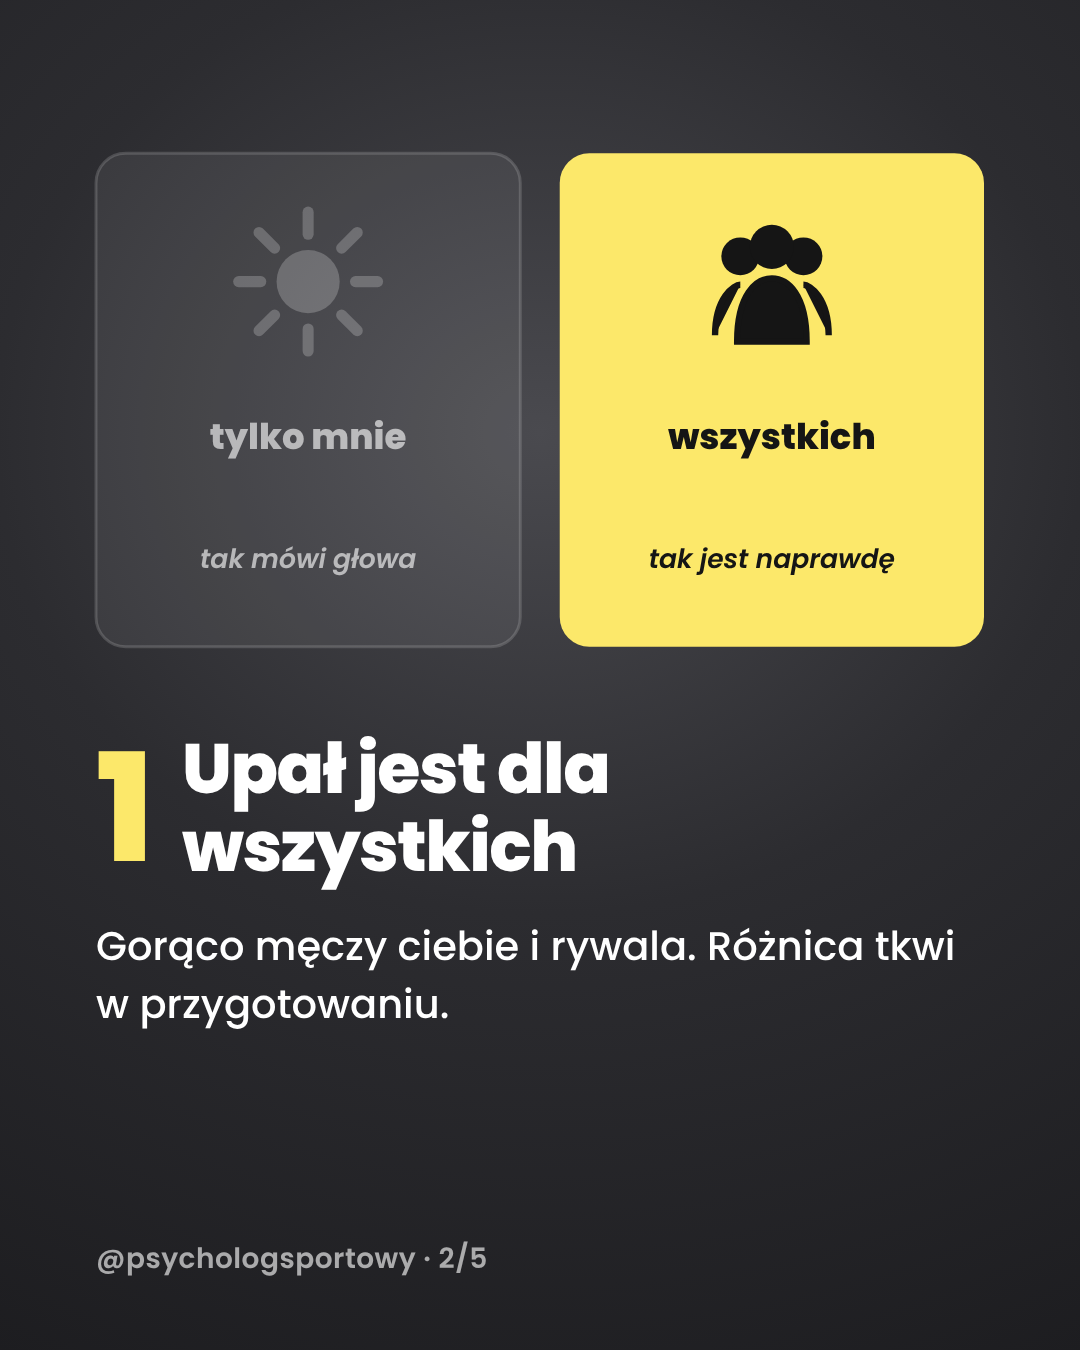 tylko mnie
tak mówi głowa
wszystkich
tak jest naprawdę
1
Upał jest dla
wszystkich
Gorąco męczy ciebie i rywala. Różnica tkwi
w przygotowaniu.
@psychologsportowy · 2/5